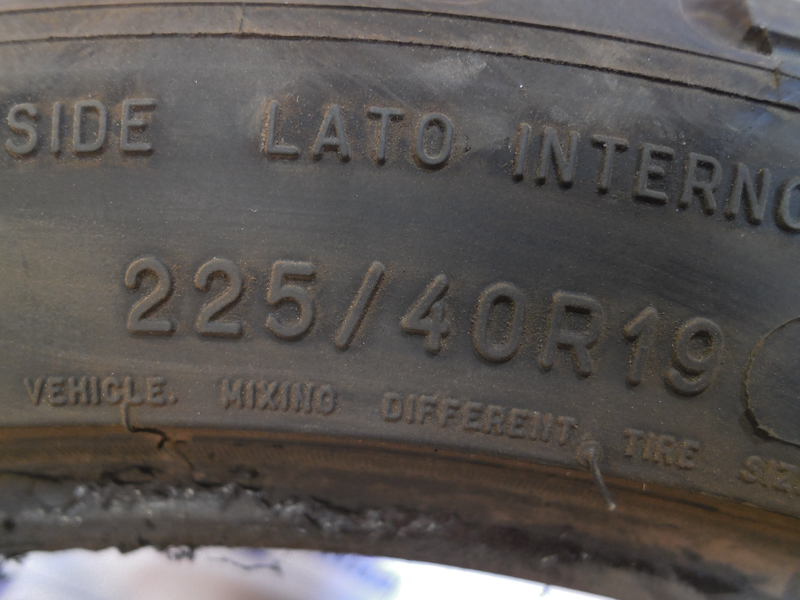 SIDE LATO INTERNO
225/40R19
VEHICLE. MIXING DIFFERENT TIRE